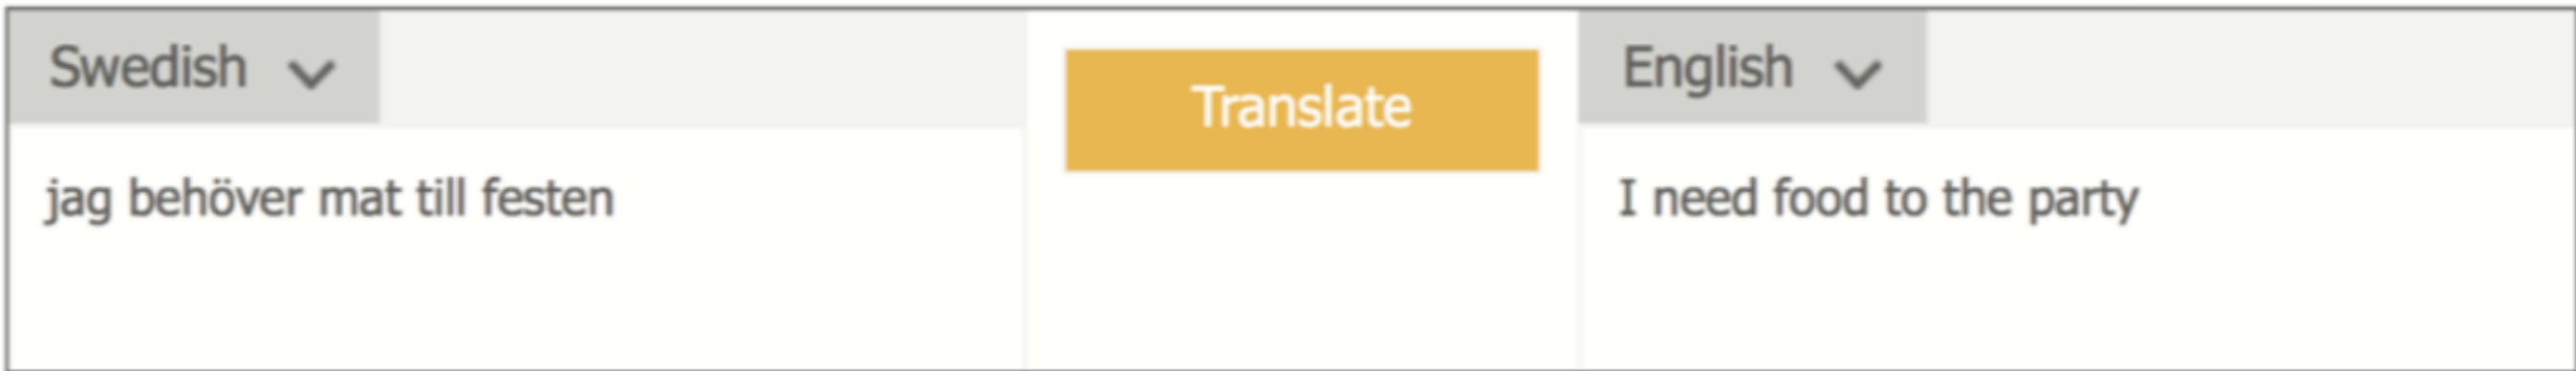 Swedish
Translate
English
jag behöver mat till festen
I need food to the party